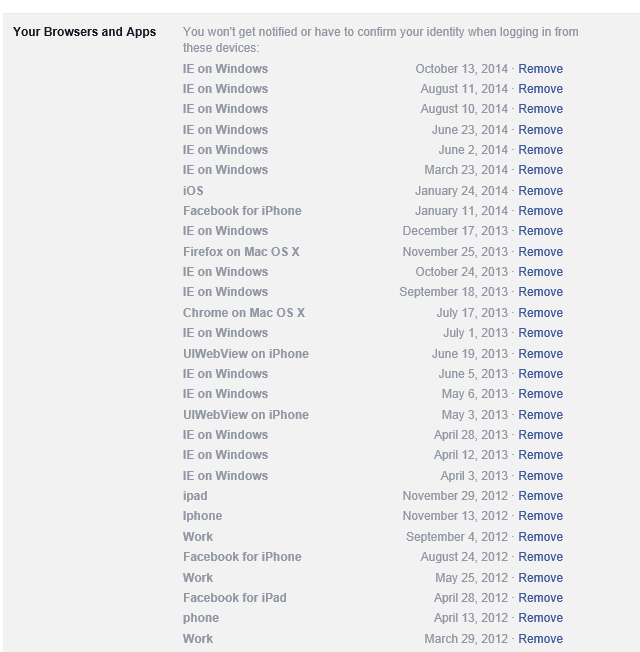 Your Browsers and Apps
You won't get notified or have to confirm your identity when logging in from
these devices:
IE on Windows October 13, 2014 · Remove
IE on Windows August 11, 2014 · Remove
IE on Windows August 10, 2014 · Remove
IE on Windows June 23, 2014 · Remove
IE on Windows June 2, 2014 · Remove
IE on Windows March 23, 2014 · Remove
iOS January 24, 2014 · Remove
Facebook for iPhone January 11, 2014 · Remove
IE on Windows December 17, 2013 · Remove
Firefox on Mac OS X November 25, 2013 · Remove
IE on Windows October 24, 2013 · Remove
IE on Windows September 18, 2013 · Remove
Chrome on Mac OS X July 17, 2013 · Remove
IE on Windows July 1, 2013 · Remove
UIWebView on iPhone June 19, 2013 · Remove
IE on Windows June 5, 2013 · Remove
IE on Windows May 6, 2013 · Remove
UIWebView on iPhone May 3, 2013 · Remove
IE on Windows April 28, 2013 · Remove
IE on Windows April 12, 2013 · Remove
IE on Windows April 3, 2013 · Remove
ipad November 29, 2012 · Remove
Iphone November 13, 2012 · Remove
Work September 4, 2012 · Remove
Facebook for iPhone August 24, 2012 · Remove
Work May 25, 2012 · Remove
Facebook for iPad April 28, 2012 · Remove
phone April 13, 2012 · Remove
Work March 29, 2012 · Remove